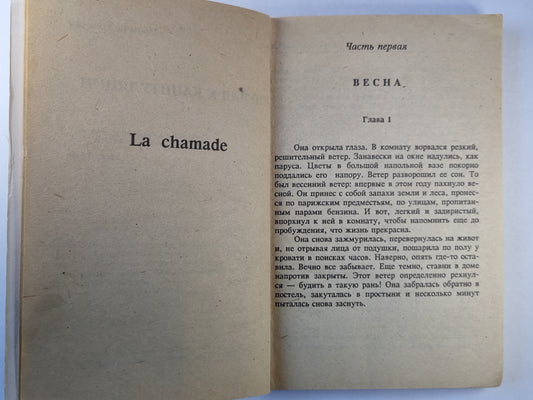 La chamade
Часть первая
ВЕСНА
Глава 1
Она открыла глаза. В комнату ворвался резкий,
решительный ветер. Занавески на окне надулись, как
паруса. Цветы в большой напольной вазе покорно
поддались его напору. Ветер разворошил ее сон. То
был весенний ветер: впервые в этом году пахнуло ве-
сной. Он принес с собой запахи земли и леса, пронес-
ся по парижским предместьям, по улицам, пропитан-
ным парами бензина. И вот, легкий и задиристый,
впорхнул к ней в комнату, чтобы напомнить еще до
пробуждения, что жизнь прекрасна.
Она снова зажмурилась, перевернулась на живот
и, не отрывая лица от подушки, пошарила по полу у
кровати в поисках часов. Наверно, опять где-то оста-
вила. Вечно все забывает. Еще темно, ставни в доме
напротив закрыты. Этот ветер определенно рехнул-
ся — будить в такую рань! Она забралась обратно в
постель, закуталась в простыни и несколько минут
пыталась снова заснуть.